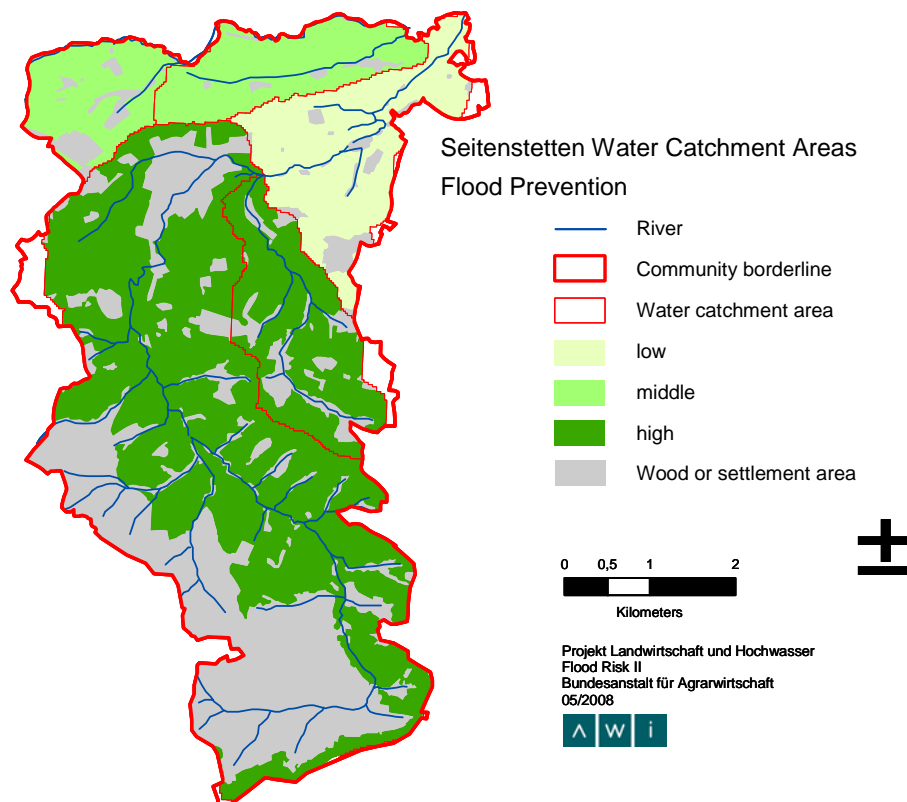 Seitenstetten Water Catchment Areas
Flood Prevention
River
Community borderline
Water catchment area
low
middle
high
Wood or settlement area
0 0,5 1 2
Kilometers
Projekt Landwirtschaft und Hochwasser
Flood Risk II
Bundesanstalt für Agrarwirtschaft
05/2008
Λ W i